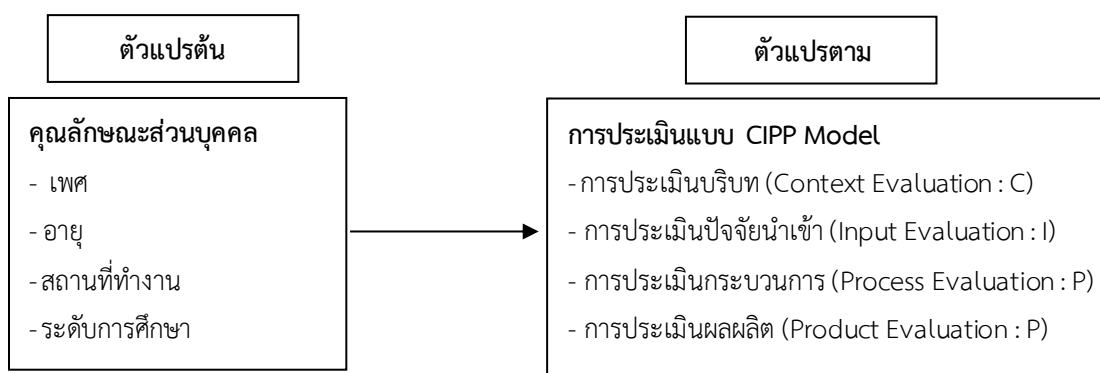 ตัวแปรต้น
คุณลักษณะส่วนบุคคล
- เพศ
- อายุ
- สถานที่ทำงาน
- ระดับการศึกษา
ตัวแปรตาม
การประเมินแบบ CIPP Model
- การประเมินบริบท (Context Evaluation : C)
- การประเมินปัจจัยนำเข้า (Input Evaluation : I)
- การประเมินกระบวนการ (Process Evaluation : P)
- การประเมินผลผลิต (Product Evaluation : P)